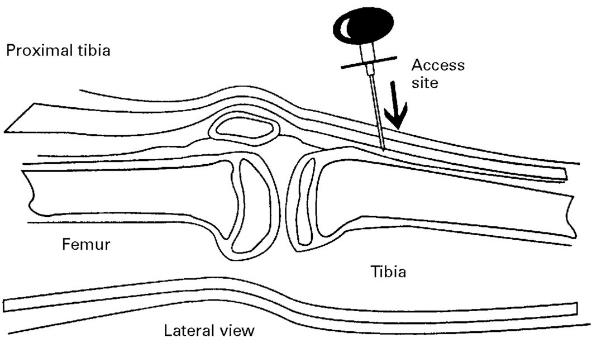 Proximal tibia
Access
site
Femur
Tibia
Lateral view